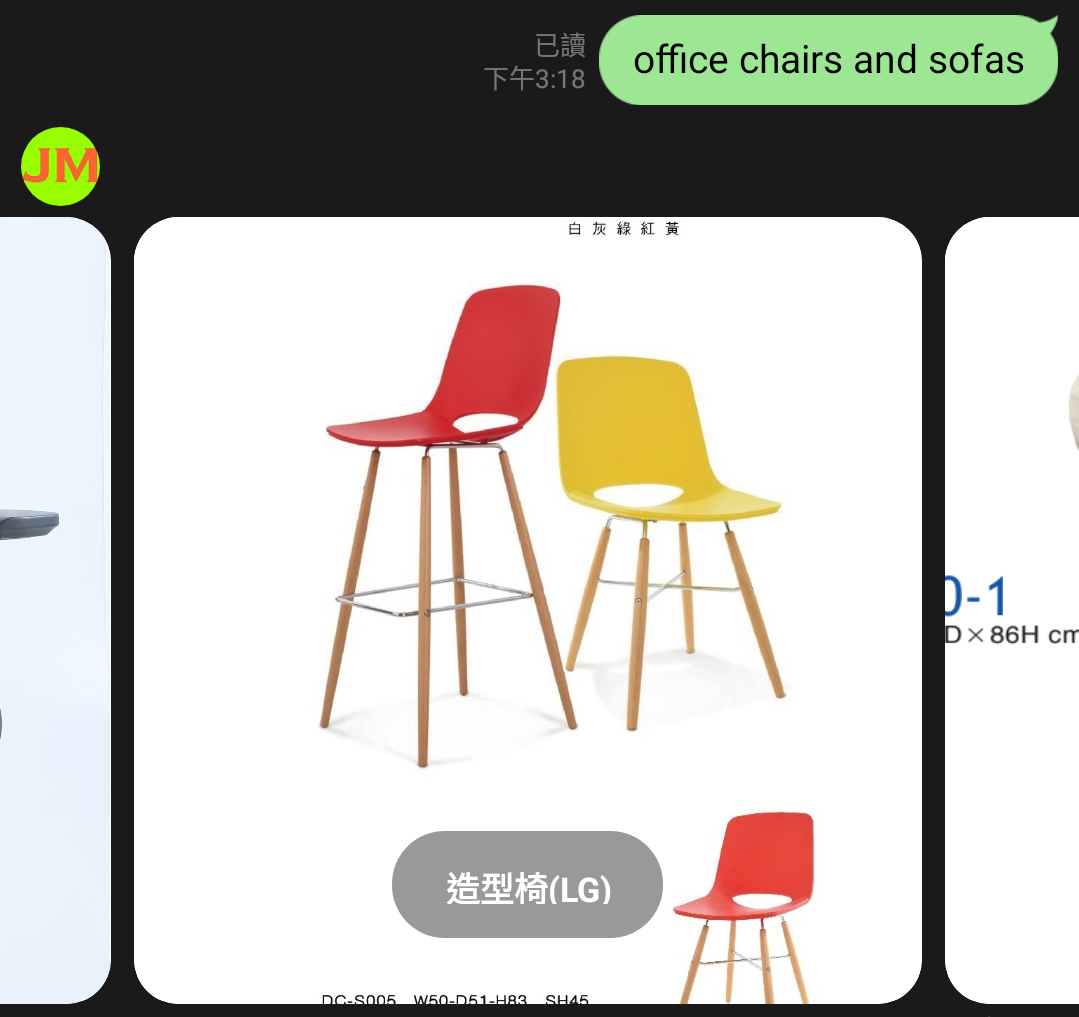 已讀
下午3:18
office chairs and sofas
JM
白 灰 綠 紅 黃
0-1
D×86H cm
造型椅(LG)
DC-S005 W50-D51-H83 SH45